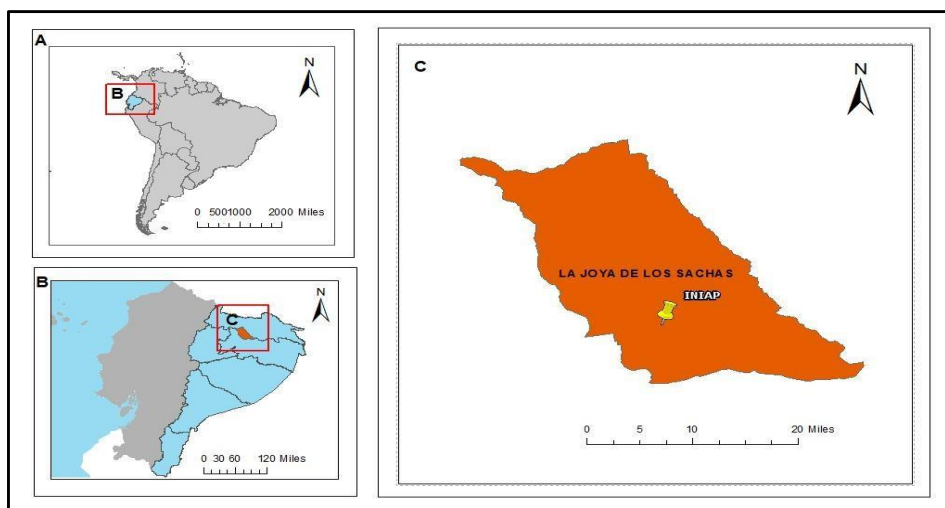 A
N
B
0 5001000 2000 Miles
B
N
C
0 30 60 120 Miles
C
N
LA JOYA DE LOS SACHAS
INIAP
0 5 10 20 Miles